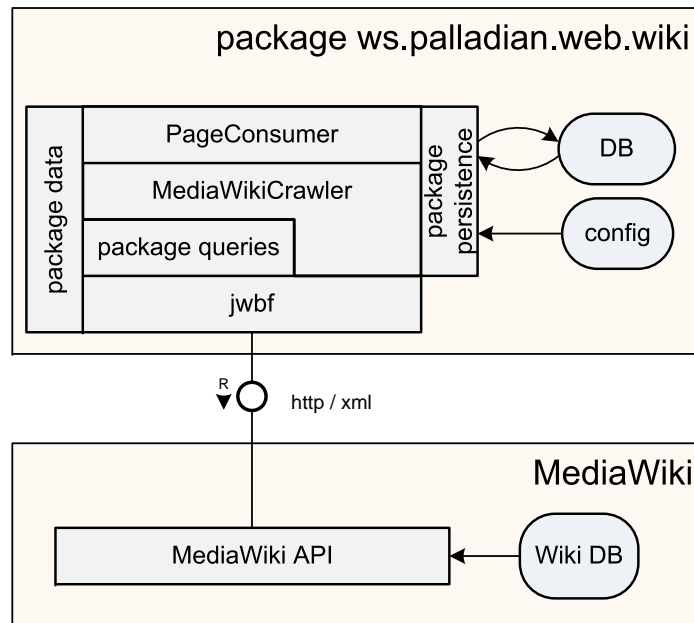 package ws.palladian.web.wiki
package data
PageConsumer
MediaWikiCrawler
package queries
jwbf
package
persistence
DB
config
R
http / xml
MediaWiki
MediaWiki API
Wiki DB